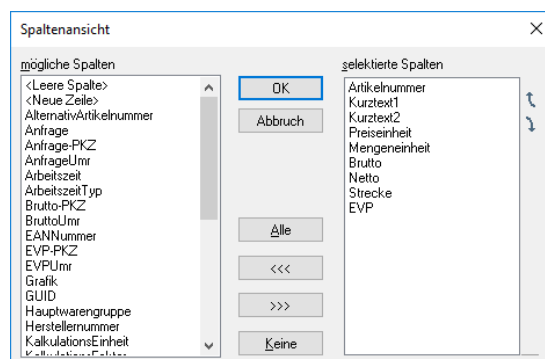 Spaltenansicht
mögliche Spalten
<Leere Spalte>
<Neue Zeile>
AlternativArtikelnummer
Anfrage
Anfrage-PKZ
AnfrageUmr
Arbeitszeit
ArbeitszeitTyp
Brutto-PKZ
BruttoUmr
EANNummer
EVP-PKZ
EVPUmr
Grafik
GUID
Hauptwarengruppe
Herstellernummer
KalkulationsEinheit
KalkulationsFaktor
OK
Abbruch
Alle
<<<
>>>
Keine
selektierte Spalten
Artikelnummer
Kurztext1
Kurztext2
Preiseinheit
Mengeneinheit
Brutto
Netto
Strecke
EVP